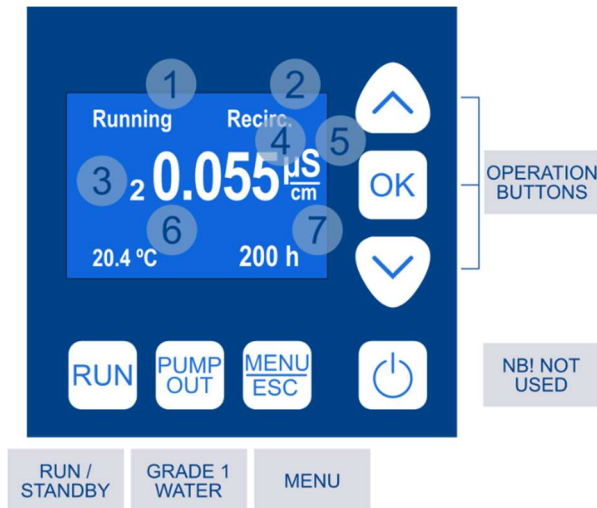 1
2
Running
Recirc.
4
5
3
2 0.055 µS
cm
6
7
20.4 ºC
200 h
OK
OPERATION
BUTTONS
RUN
PUMP
OUT
MENU
ESC
NB! NOT
USED
RUN /
STANDBY
GRADE 1
WATER
MENU